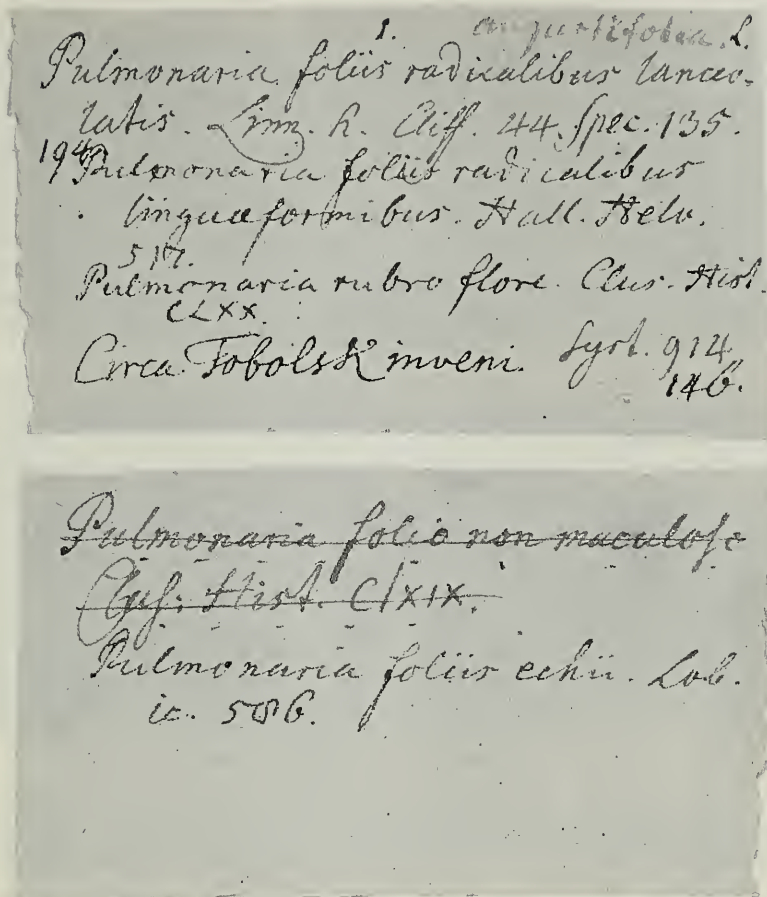 1. angustifolia. L.
Pulmonaria foliis radicalibus lanceo-
latis. Linn. h. Cliff. 44. Spec. 135.
194 Pulmonaria foliis radicalibus
linguæformibus. Hall. Helv.
517.
Pulmonaria rubro flore. Clus. Hist.
CLXX.
Circa Tobolsk inveni. Syst. 914
146.
Pulmonaria folio non maculoso
Clus. Hist. ClXIX.
Pulmonaria foliis echii. Lob.
ic. 586.